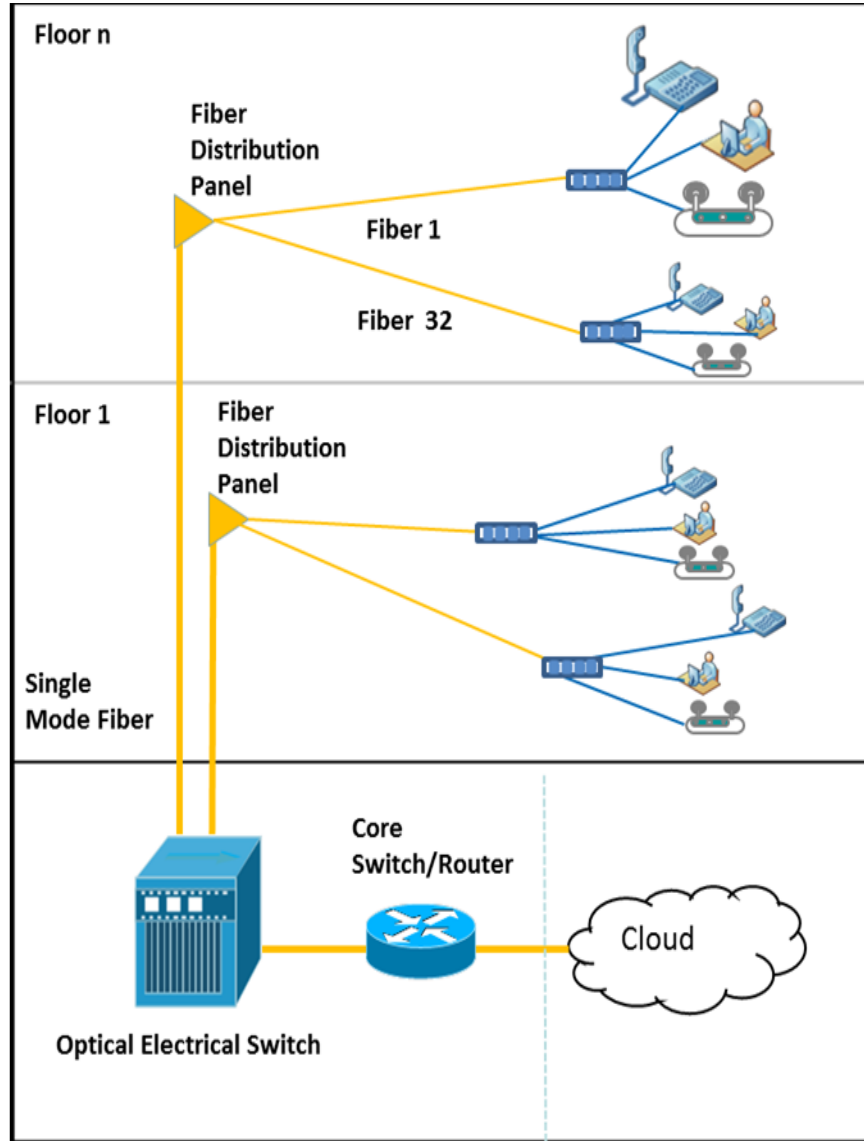 Floor n
Fiber
Distribution
Panel
Fiber 1
Fiber 32
Floor 1
Fiber
Distribution
Panel
Single
Mode Fiber
Core
Switch/Router
Cloud
Optical Electrical Switch